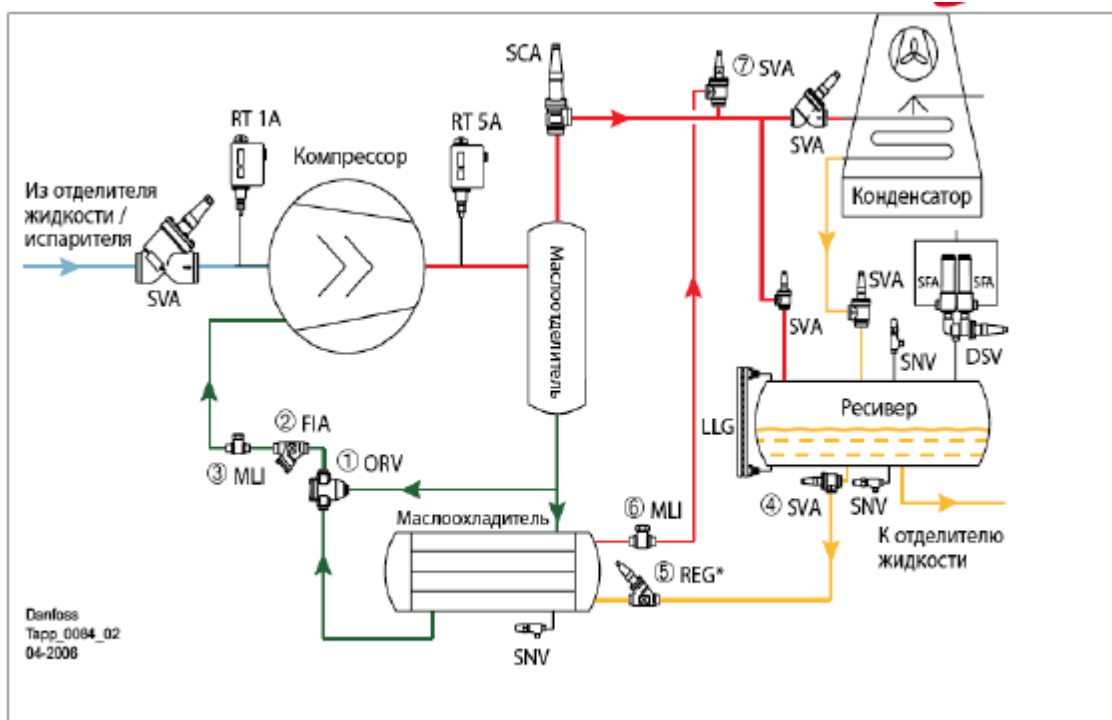 SCA
⑦ SVA
RT 1A
RT 5A
Компрессор
SVA
Из отделителя
жидкости /
испарителя
Конденсатор
SVA
Маслоотделитель
SVA
SFA
SFA
SVA
SNV
DSV
Ресивер
LLG
② FIA
③ MLI
① ORV
④ SVA
SNV
Маслоохладитель
⑥ MLI
К отделителю
жидкости
⑤ REG*
Danfoss
Tapp_0084_02
04-2006
SNV